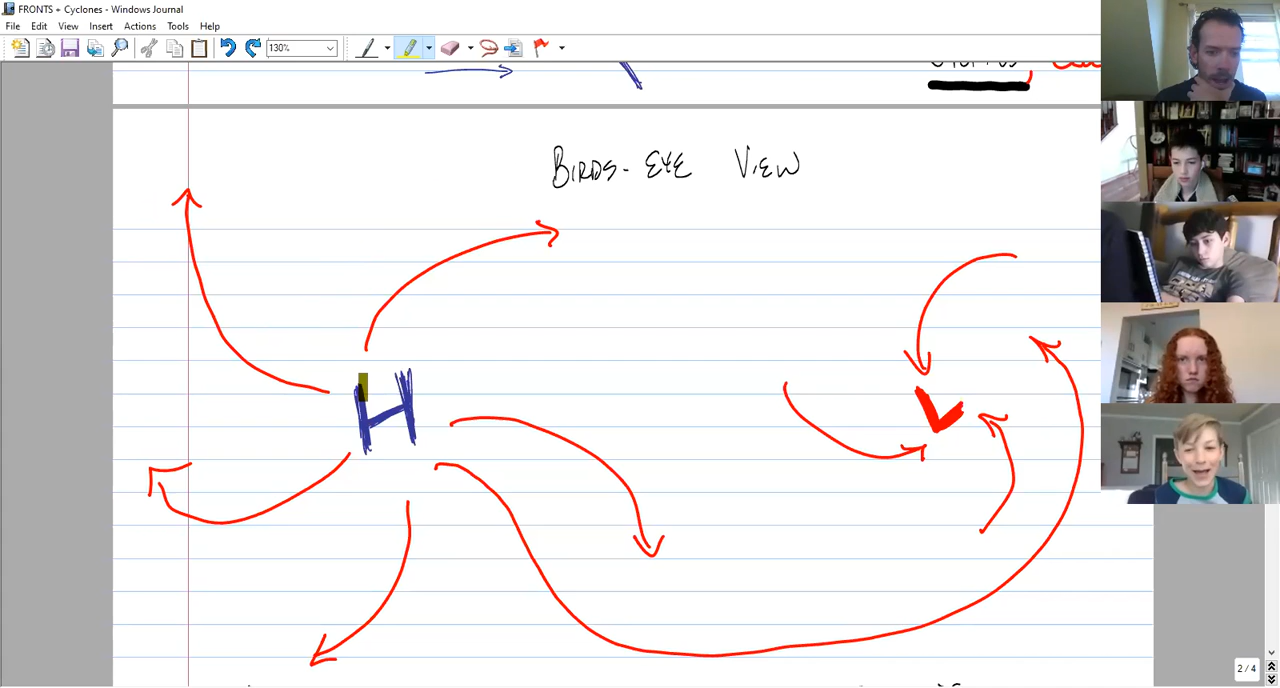 FRONTS + Cyclones - Windows Journal
File Edit View Insert Actions Tools Help
130%
BIRDS-EYE VIEW
H
L
2 / 4